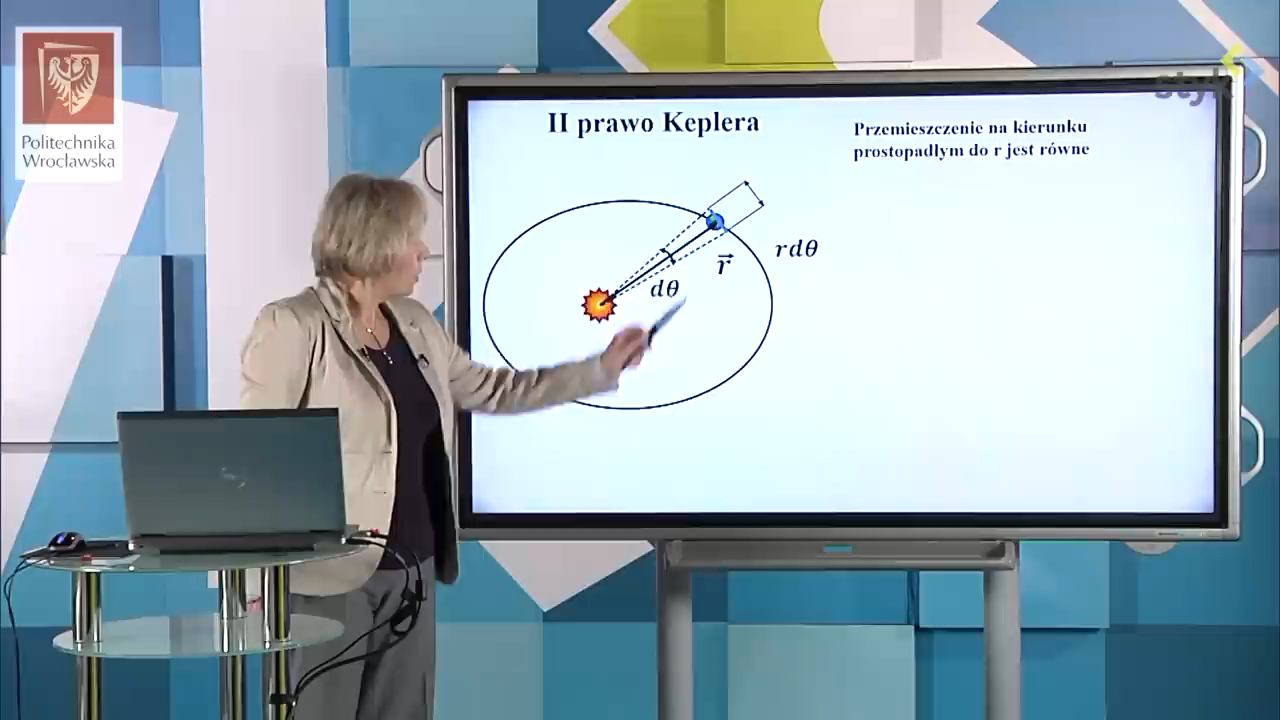 Politechnika
Wrocławska
II prawo Keplera
Przemieszczenie na kierunku
prostopadłym do r jest równe
rdθ
r⃗
dθ